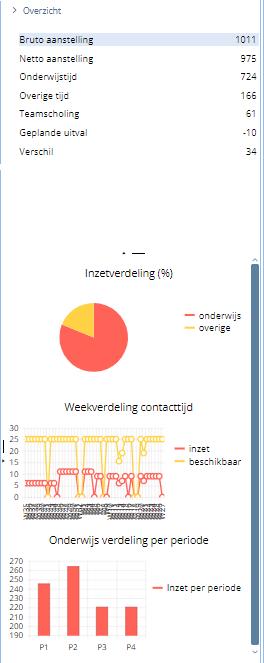 Overzicht
Bruto aanstelling 1011
Netto aanstelling 975
Onderwijstijd 724
Overige tijd 166
Teamscholing 61
Geplande uitval -10
Verschil 34
Inzetverdeling (%)
onderwijs
overige
Weekverdeling contacttijd
30
25
20
15
10
5
0
inzet
beschikbaar
Onderwijs verdeling per periode
270
260
250
240
230
220
210
200
190
P1 P2 P3 P4
Inzet per periode